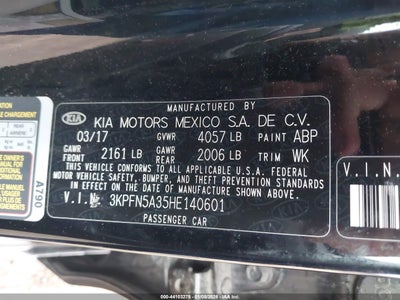 KIA KIA MOTORS MEXICO S.A. DE C.V.
03/17 GVWR 4057 LB PAINT ABP
GAWR FRONT 2161 LB GAWR REAR 2006 LB TRIM WK
THIS VEHICLE CONFORMS TO ALL APPLICABLE U.S. FEDERAL
MOTOR VEHICLE SAFETY, BUMPER, AND THEFT PREVENTION
STANDARDS IN EFFECT ON THE DATE OF MANUFACTURE SHOWN ABOVE.
V.I.N. 3KPFN5A35HE140601
PASSENGER CAR
A7900
V.I.N.